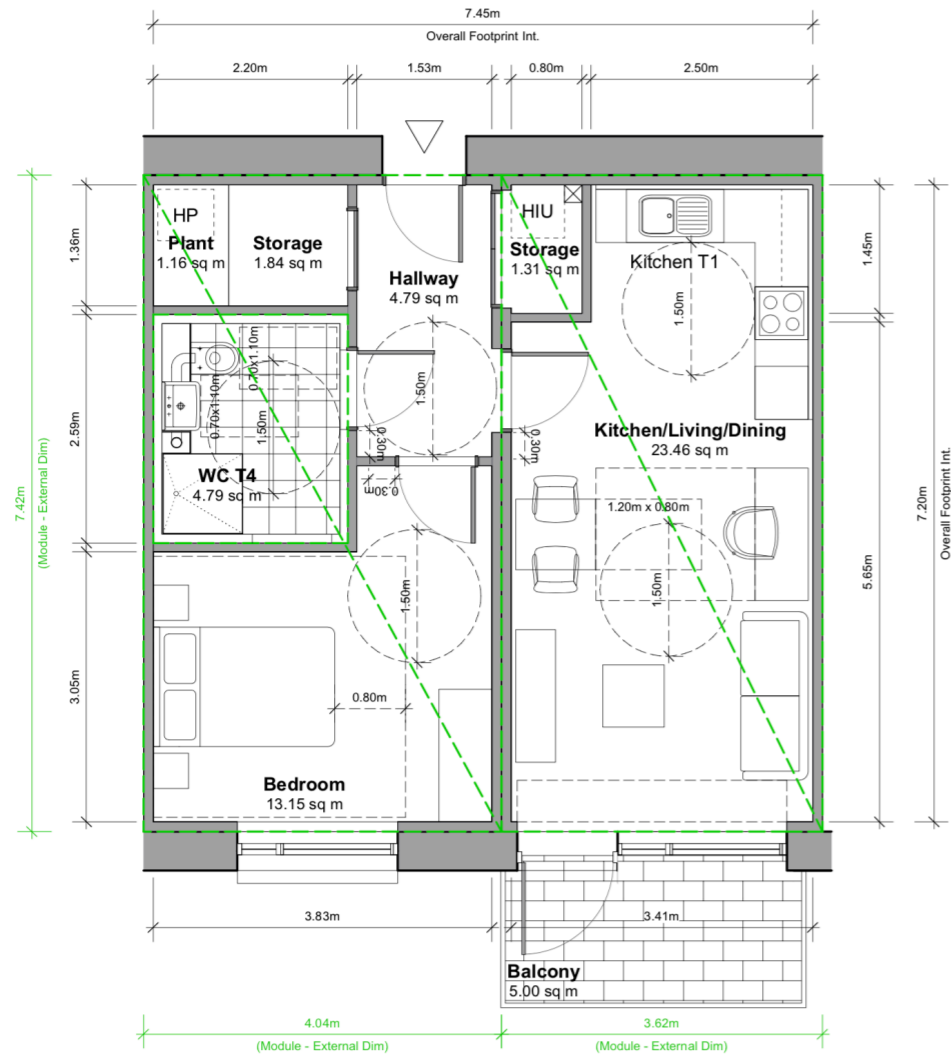 7.45m
Overall Footprint Int.
2.20m
1.53m
0.80m
2.50m
HP
Plant
1.16 sq m
Storage
1.84 sq m
1.36m
Hallway
4.79 sq m
HIU
Storage
1.31 sq m
Kitchen T1
1.50m
1.45m
0.70x1.10m
0.70x1.10m
1.50m
2.59m
WC T4
4.79 sq m
1.50m
0.30m
0.30m
0.30m
Kitchen/Living/Dining
23.46 sq m
1.20m x 0.80m
1.50m
7.42m
(Module - External Dim)
7.20m
Overall Footprint Int.
5.65m
1.50m
3.05m
0.80m
Bedroom
13.15 sq m
3.83m
3.41m
Balcony
5.00 sq m
4.04m
(Module - External Dim)
3.62m
(Module - External Dim)